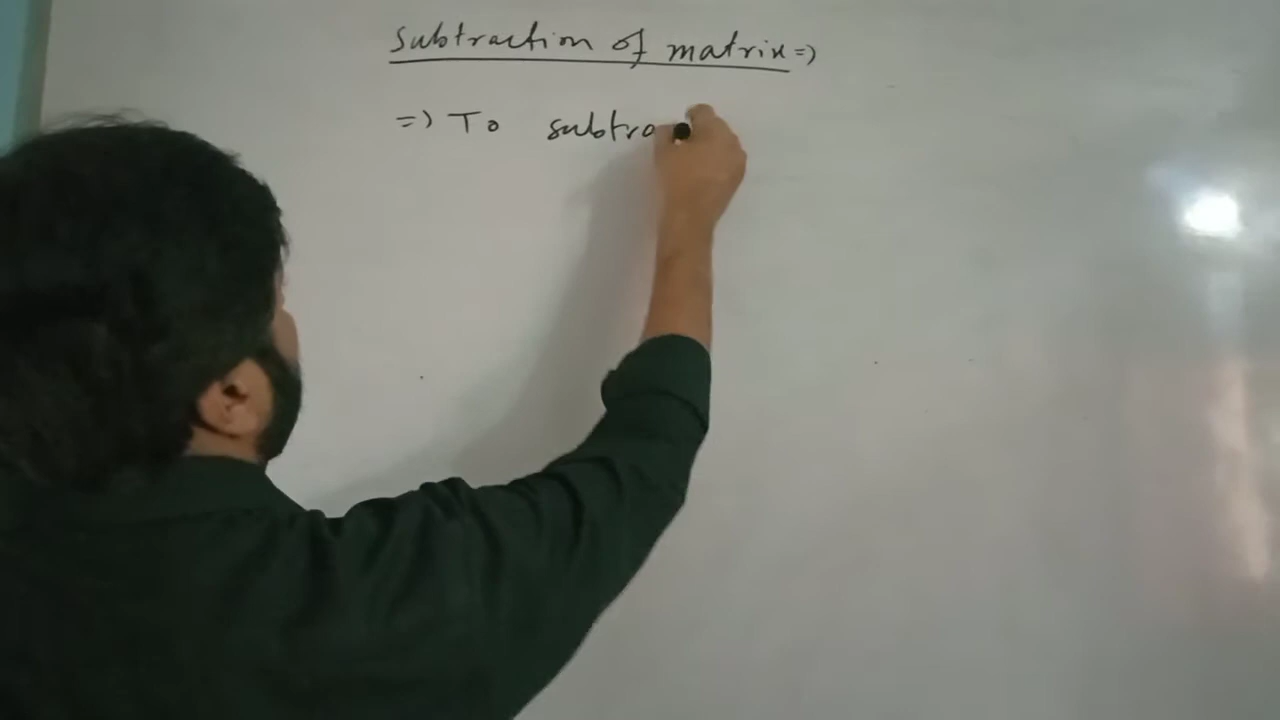 Subtraction of matrix =>
=> To subtra